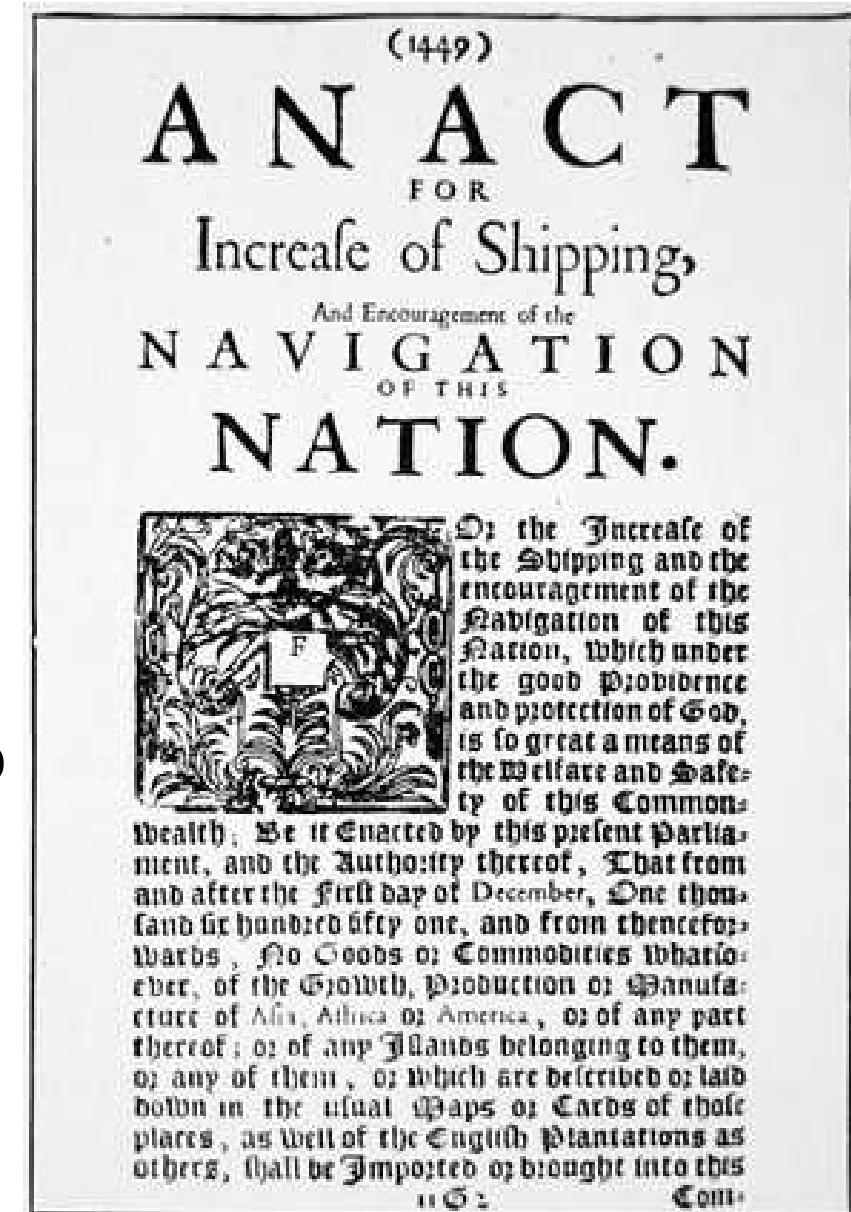 (1449)
AN ACT
FOR
Increaſe of Shipping,
And Encouragement of the
NAVIGATION
OF THIS
NATION.
F
Or the Increaſe of
the Shipping and the
encouragement of the
Navigation of this
Nation, which under
the good Providence
and protection of God,
is ſo great a means of
the Welfare and Safe-
ty of this Common-
wealth; Be it Enacted by this preſent Parlia-
ment, and the Authority thereof, That from
and after the Firſt day of December, One thou-
ſand ſix hundred fifty one, and from thencefor-
wards, No Goods or Commodities whatſo-
ever, of the Growth, Production or Manufa-
cture of Aſia, Africa or America, or of any part
thereof; or of any Iſlands belonging to them,
or any of them, or which are deſcribed or laid
down in the uſual Maps or Cards of thoſe
places, as well of the Engliſh Plantations as
others, ſhall be Imported or brought into this
Com-